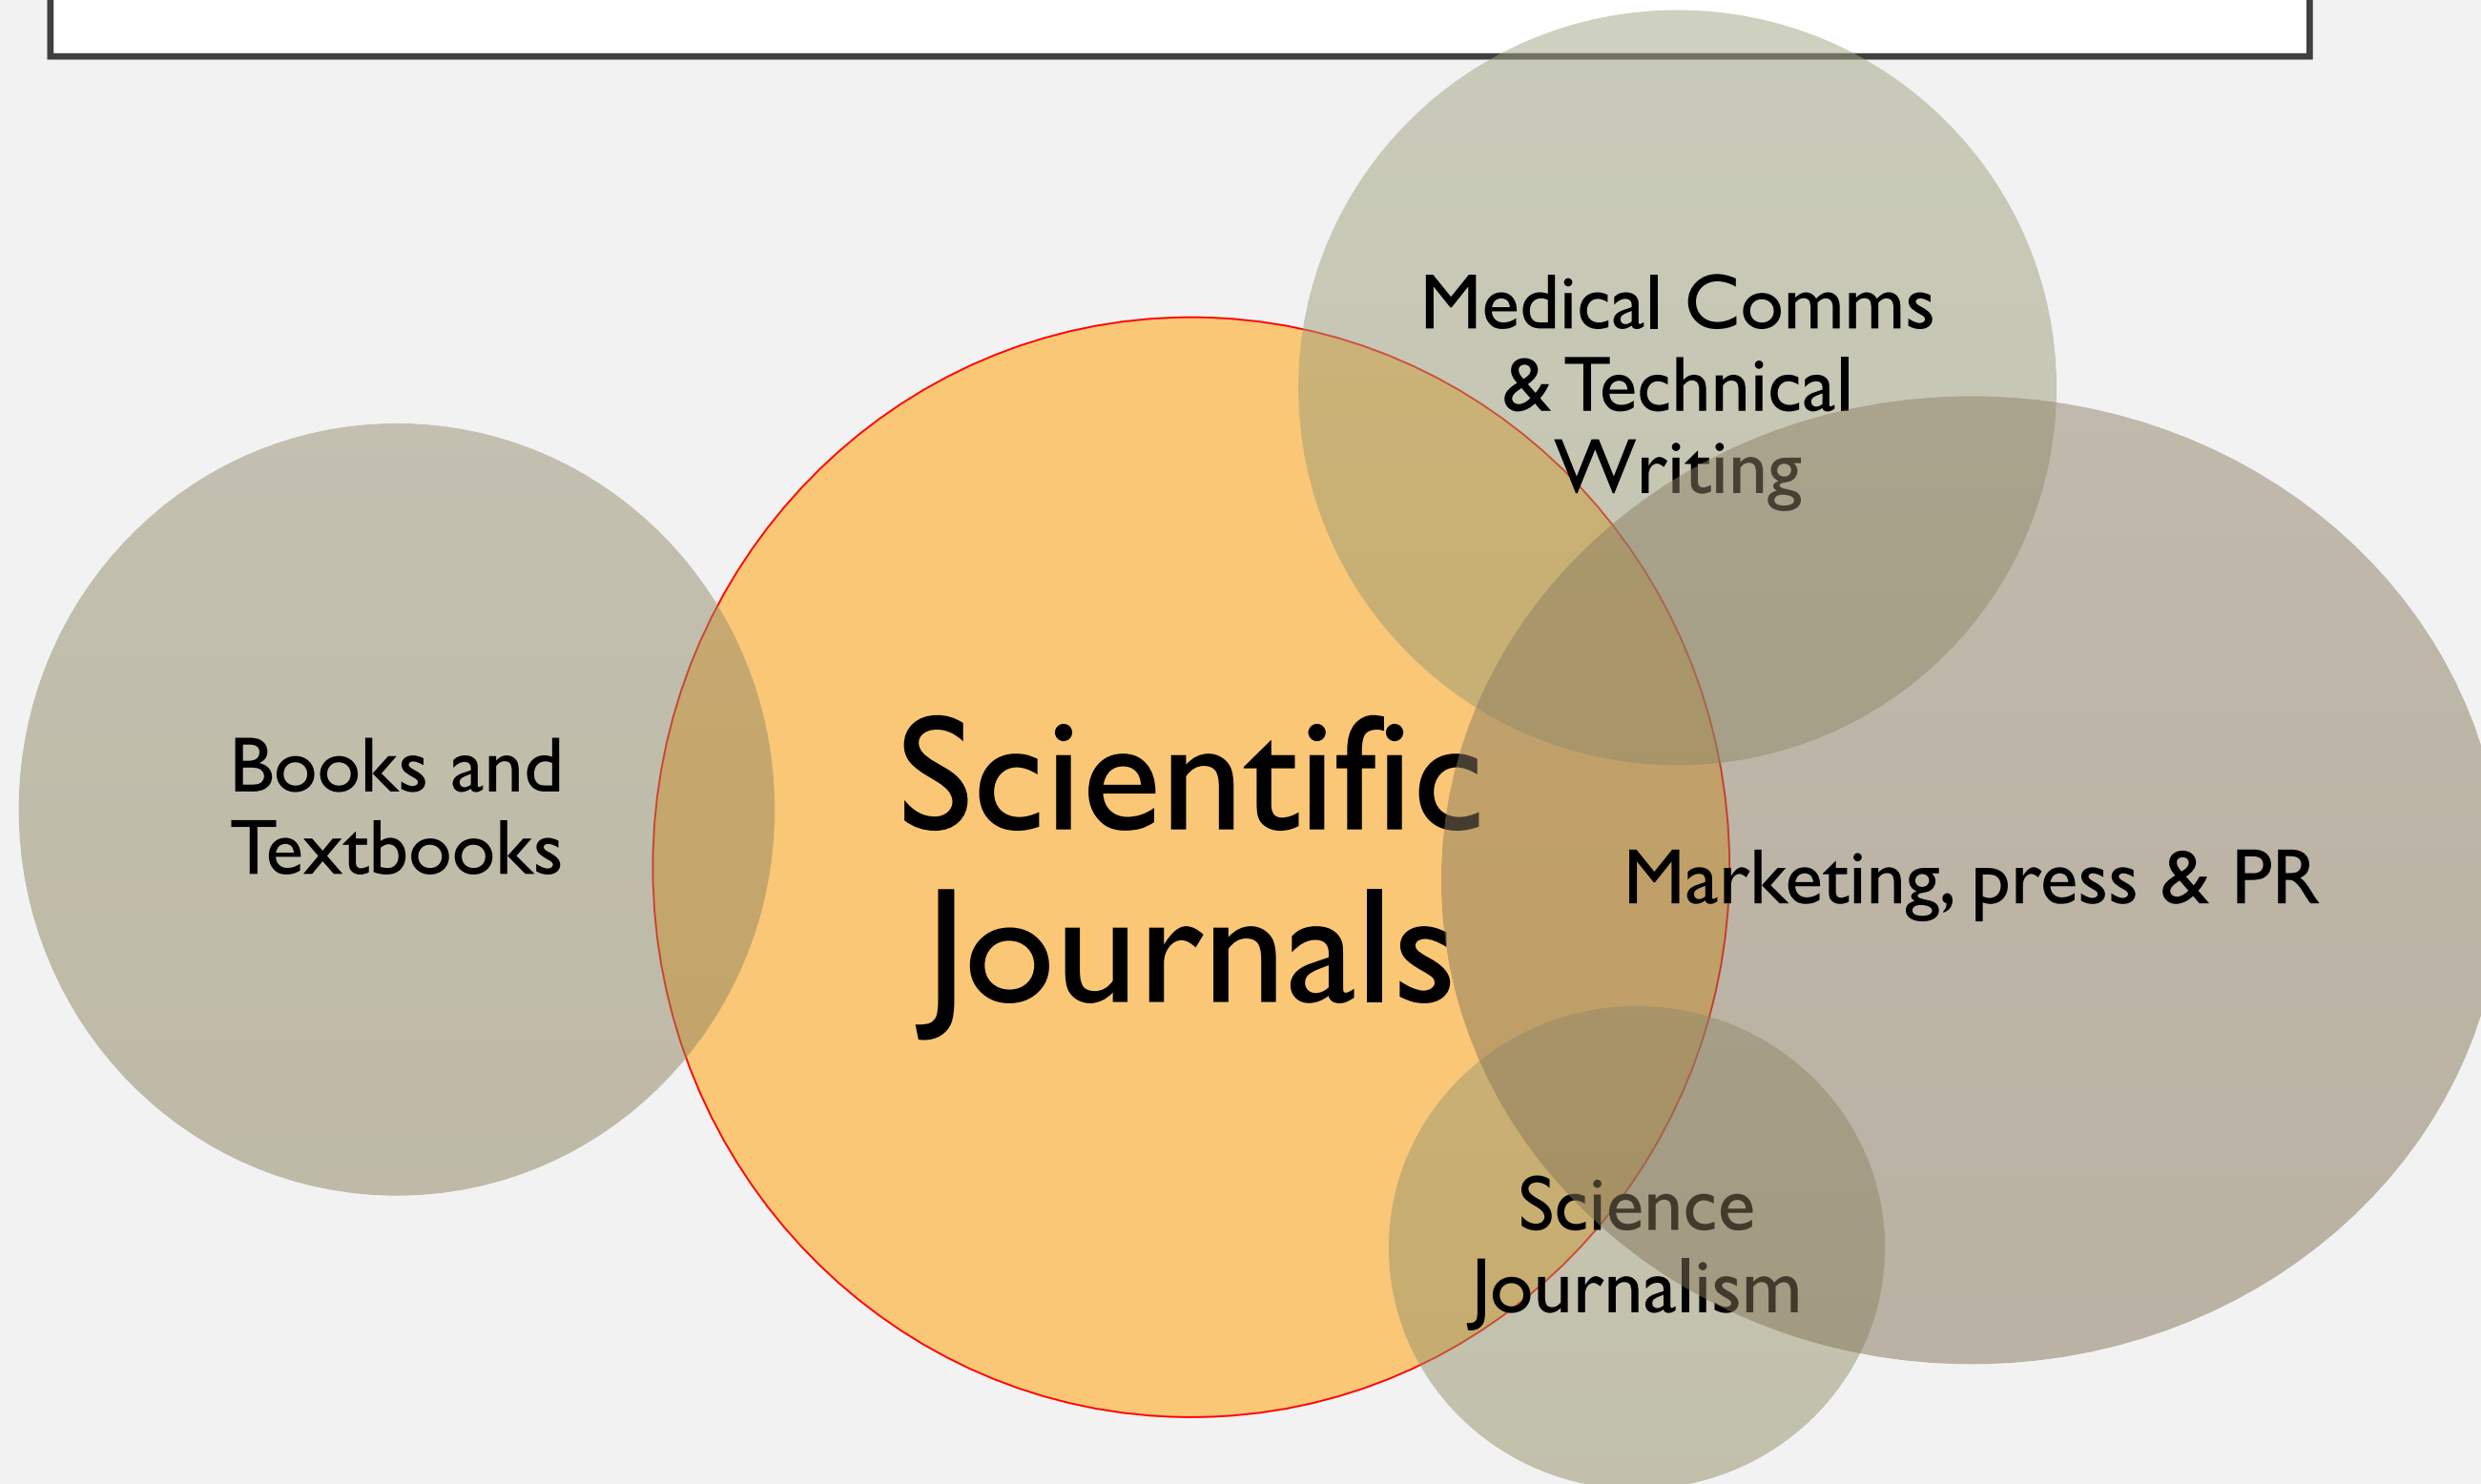 Medical Comms
& Technical
Writing
Books and
Textbooks
Scientific
Journals
Marketing, press & PR
Science
Journalism